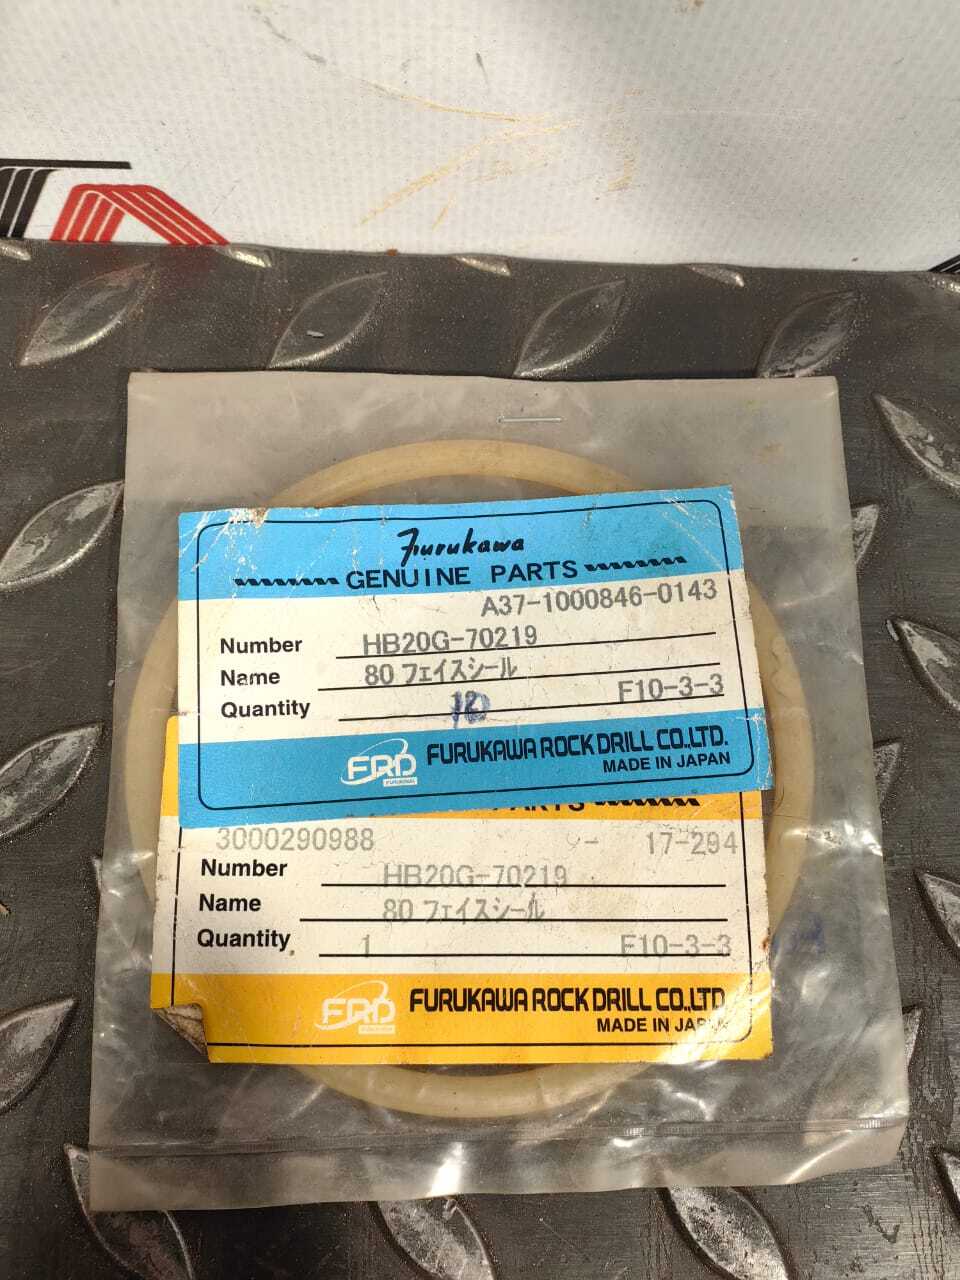 Furukawa
GENUINE PARTS
A37-1000846-0143
Number HB20G-70219
Name 80 フェイスシール
Quantity 10 F10-3-3
FRD FURUKAWA ROCK DRILL CO.,LTD.
FURUKAWA
MADE IN JAPAN
PARTS
3000290988 - 17-294
Number HB20G-70219
Name 80 フェイスシール
Quantity 1 F10-3-3
FRD FURUKAWA ROCK DRILL CO.,LTD
MADE IN JAPAN